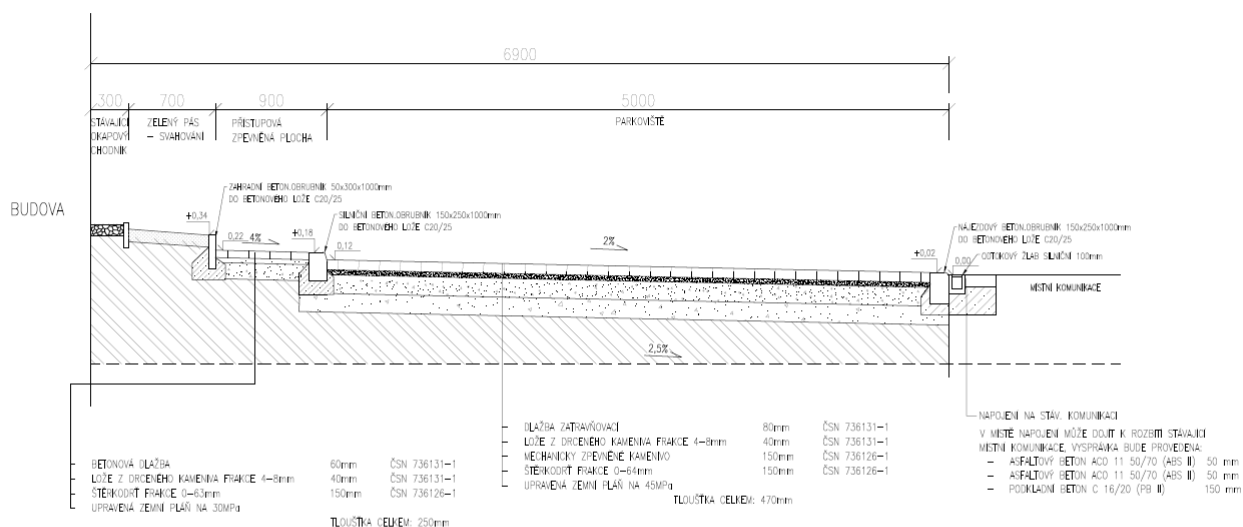 6900
300
700
900
5000
STÁVAJÍCÍ
OKAPOVÝ
CHODNÍK
ZELENÝ PÁS
– SVAHOVÁNÍ
PŘÍSTUPOVÁ
ZPEVNĚNÁ PLOCHA
PARKOVIŠTĚ
BUDOVA
ZAHRADNÍ BETON.OBRUBNÍK 50x300x1000mm
DO BETONOVÉHO LOŽE C20/25
SILNIČNÍ BETON.OBRUBNÍK 150x250x1000mm
DO BETONOVÉHO LOŽE C20/25
NÁJEZDOVÝ BETON.OBRUBNÍK 150x250x1000mm
DO BETONOVÉHO LOŽE C20/25
ODTOKOVÝ ŽLAB SILNIČNÍ 100mm
+0,34
0,22
4%
+0,18
0,12
2%
+0,02
0,00
MÍSTNÍ KOMUNIKACE
2,5%
– BETONOVÁ DLAŽBA 60mm ČSN 736131–1
– LOŽE Z DRCENÉHO KAMENIVA FRAKCE 4–8mm 40mm ČSN 736131–1
– ŠTĚRKODRŤ FRAKCE 0–63mm 150mm ČSN 736126–1
– UPRAVENÁ ZEMNÍ PLÁŇ NA 30MPa
TLOUŠŤKA CELKEM: 250mm
– DLAŽBA ZATRAVŇOVACÍ 80mm ČSN 736131–1
– LOŽE Z DRCENÉHO KAMENIVA FRAKCE 4–8mm 40mm ČSN 736131–1
– MECHANICKY ZPEVNĚNÉ KAMENIVO 150mm ČSN 736126–1
– ŠTĚRKODRŤ FRAKCE 0–64mm 150mm ČSN 736126–1
– UPRAVENÁ ZEMNÍ PLÁŇ NA 45MPa
TLOUŠŤKA CELKEM: 470mm
NAPOJENÍ NA STÁV. KOMUNIKACI
V MÍSTĚ NAPOJENÍ MŮŽE DOJÍT K ROZBITÍ STÁVAJÍCÍ
MÍSTNÍ KOMUNIKACE, VYSPRÁVKA BUDE PROVEDENA:
– ASFALTOVÝ BETON ACO 11 50/70 (ABS II) 50 mm
– ASFALTOVÝ BETON ACO 11 50/70 (ABS II) 50 mm
– PODKLADNÍ BETON C 16/20 (PB II) 150 mm